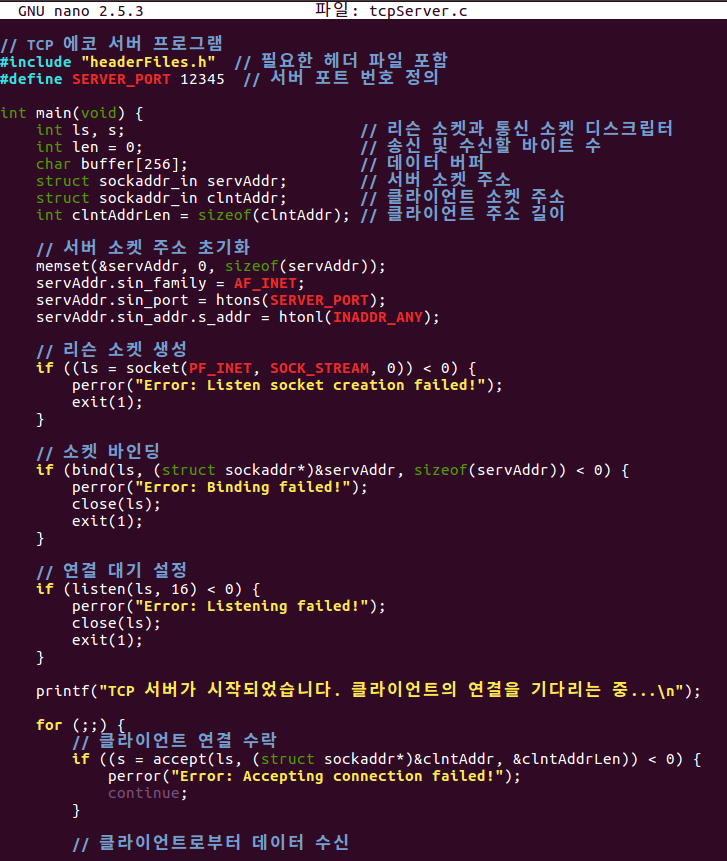 GNU nano 2.5.3 파일: tcpServer.c
// TCP 에코 서버 프로그램
#include "headerFiles.h" // 필요한 헤더 파일 포함
#define SERVER_PORT 12345 // 서버 포트 번호 정의
int main(void) {
int ls, s; // 리슨 소켓과 통신 소켓 디스크립터
int len = 0; // 송신 및 수신할 바이트 수
char buffer[256]; // 데이터 버퍼
struct sockaddr_in servAddr; // 서버 소켓 주소
struct sockaddr_in clntAddr; // 클라이언트 소켓 주소
int clntAddrLen = sizeof(clntAddr); // 클라이언트 주소 길이
// 서버 소켓 주소 초기화
memset(&servAddr, 0, sizeof(servAddr));
servAddr.sin_family = AF_INET;
servAddr.sin_port = htons(SERVER_PORT);
servAddr.sin_addr.s_addr = htonl(INADDR_ANY);
// 리슨 소켓 생성
if ((ls = socket(PF_INET, SOCK_STREAM, 0)) < 0) {
perror("Error: Listen socket creation failed!");
exit(1);
}
// 소켓 바인딩
if (bind(ls, (struct sockaddr*)&servAddr, sizeof(servAddr)) < 0) {
perror("Error: Binding failed!");
close(ls);
exit(1);
}
// 연결 대기 설정
if (listen(ls, 16) < 0) {
perror("Error: Listening failed!");
close(ls);
exit(1);
}
printf("TCP 서버가 시작되었습니다. 클라이언트의 연결을 기다리는 중...\n");
for (;;) {
// 클라이언트 연결 수락
if ((s = accept(ls, (struct sockaddr*)&clntAddr, &clntAddrLen)) < 0) {
perror("Error: Accepting connection failed!");
continue;
}
// 클라이언트로부터 데이터 수신